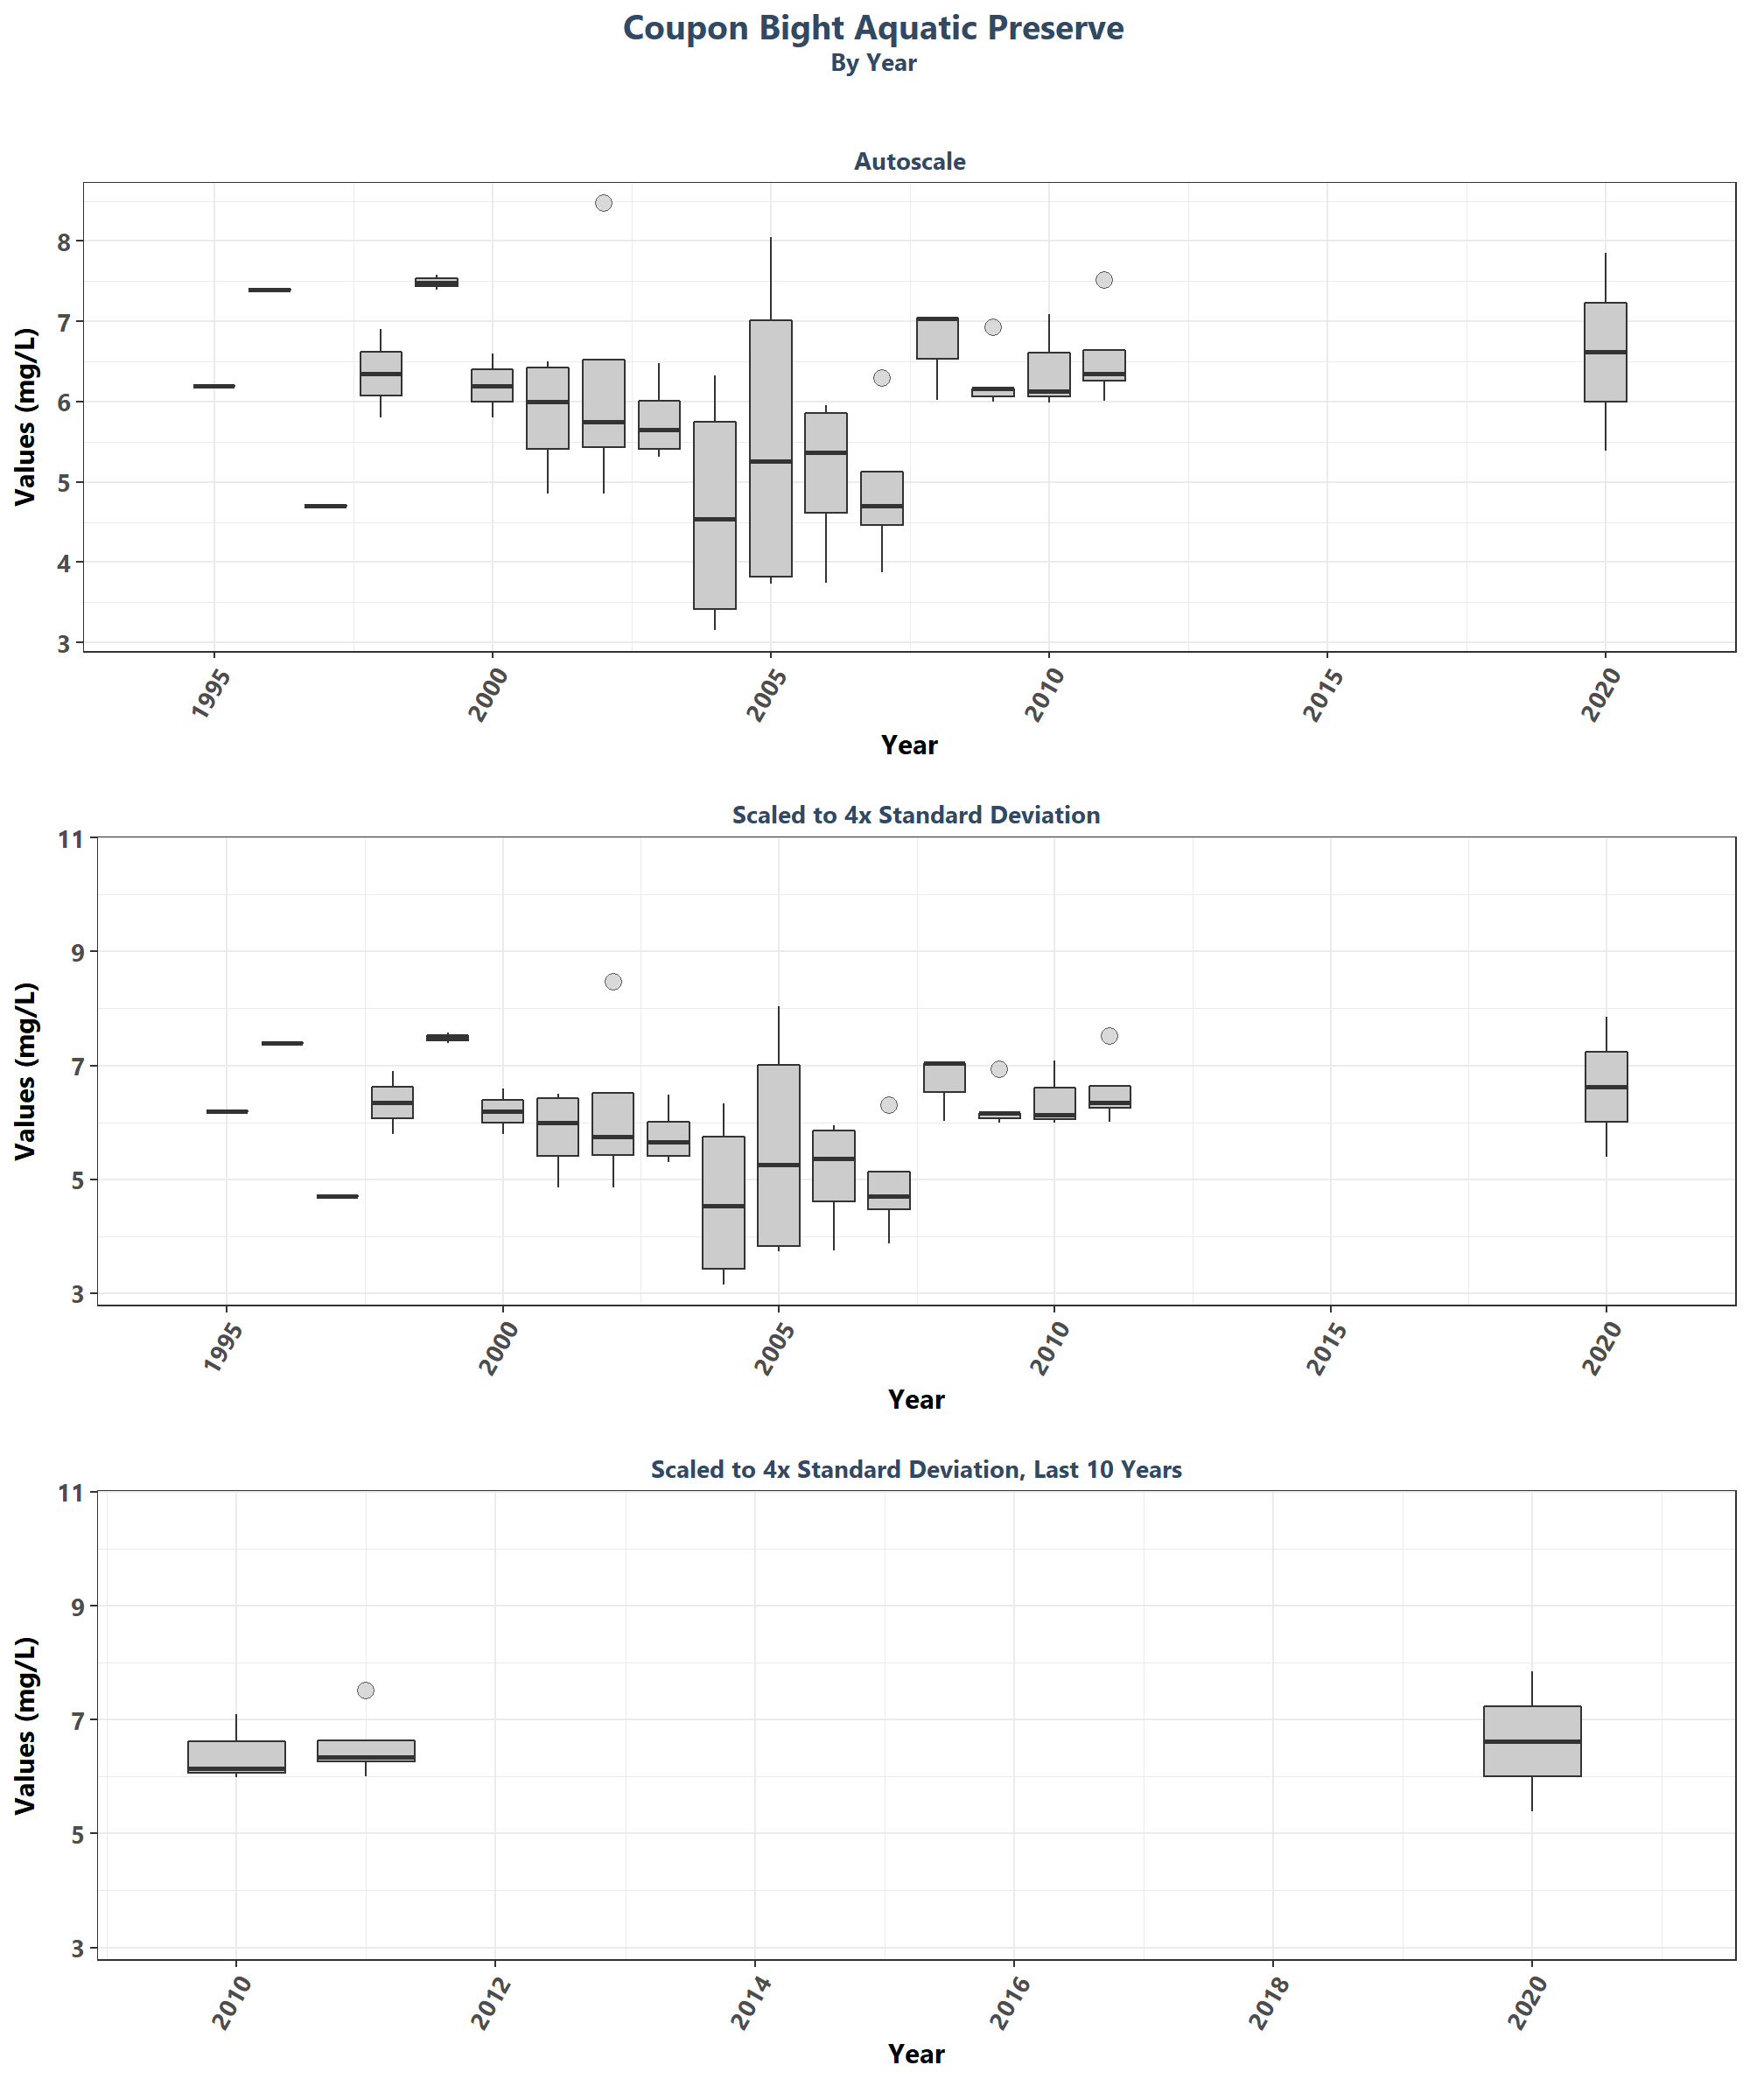 Coupon Bight Aquatic Preserve
By Year
Autoscale
Values (mg/L)
8
7
6
5
4
3
1995 2000 2005 2010 2015 2020
Year
Scaled to 4x Standard Deviation
Values (mg/L)
11
9
7
5
3
1995 2000 2005 2010 2015 2020
Year
Scaled to 4x Standard Deviation, Last 10 Years
Values (mg/L)
11
9
7
5
3
2010 2012 2014 2016 2018 2020
Year